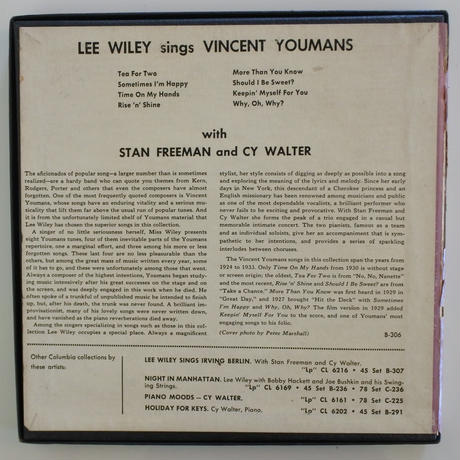 LEE WILEY sings VINCENT YOUMANS
Tea For Two
Sometimes I'm Happy
Time On My Hands
Rise 'n' Shine
More Than You Know
Should I Be Sweet?
Keepin' Myself For You
Why, Oh, Why?
with
STAN FREEMAN and CY WALTER
The aficionados of popular song—a larger number than is sometimes
realized—are a hardy band who can quote you themes from Kern,
Rodgers, Porter and others that even the composers have almost
forgotten. One of the most frequently quoted composers is Vincent
Youmans, whose songs have an enduring vitality and a serious mu-
sicality that lift them far above the usual run of popular tunes. And
it is from the unfortunately limited shelf of Youmans material that
Lee Wiley has chosen the superior songs in this collection.
A singer of no little seriousness herself, Miss Wiley presents
eight Youmans tunes, four of them inevitable parts of the Youmans
repertoire, one a marginal effort, and three among his more or less
forgotten songs. These last four are no less pleasurable than the
others, but among the great mass of music written every year, some
of it has to go, and these were unfortunately among those that went.
Always a composer of the highest intentions, Youmans began study-
ing music intensively after his great successes on the stage and on
the screen, and was deeply engaged in this work when he died. He
often spoke of a trunkful of unpublished music he intended to finish
up, but, after his death, the trunk was never found. A brilliant im-
provisationist, many of his lovely songs were never written down,
and have vanished as the piano reverberations died away.
Among the singers specializing in songs such as those in this col-
lection Lee Wiley occupies a special place. Always a magnificent
stylist, her style consists of digging as deeply as possible into a song
and exploring the meaning of the lyrics and melody. Since her early
days in New York, this descendant of a Cherokee princess and an
English missionary has been renowned among musicians and public
as one of the most dependable vocalists, a brilliant performer who
never fails to be exciting and provocative. With Stan Freeman and
Cy Walter she forms the peak of a trio engaged in a casual but
memorable intimate concert. The two pianists, famous as a team
and as individual soloists, give her an accompaniment that is sym-
pathetic to her intentions, and provides a series of sparkling
interludes between choruses.
The Vincent Youmans songs in this collection span the years from
1924 to 1933. Only Time On My Hands from 1930 is without stage
or screen origin; the oldest, Tea For Two is from "No, No, Nanette"
and the most recent, Rise 'n' Shine and Should I Be Sweet? are from
"Take a Chance." More Than You Know was first heard in 1929 in
"Great Day," and 1927 brought "Hit the Deck" with Sometimes
I'm Happy and Why, Oh, Why? The film version in 1929 added
Keepin' Myself For You to the score, and one of Youmans' most
engaging songs to his folio.
(Cover photo by Peter Marshall)
B-306
Other Columbia collections by
these artists:
LEE WILEY SINGS IRVING BERLIN. With Stan Freeman and Cy Walter.
"Lp" CL 6216 • 45 Set B-307
NIGHT IN MANHATTAN. Lee Wiley with Bobby Hackett and Joe Bushkin and his Swing-
ing Strings.
"Lp" CL 6169 • 45 Set B-236 • 78 Set C-236
PIANO MOODS — CY WALTER.
"Lp" CL 6161 • 78 Set C-225
HOLIDAY FOR KEYS. Cy Walter, Piano.
"Lp" CL 6202 • 45 Set B-291